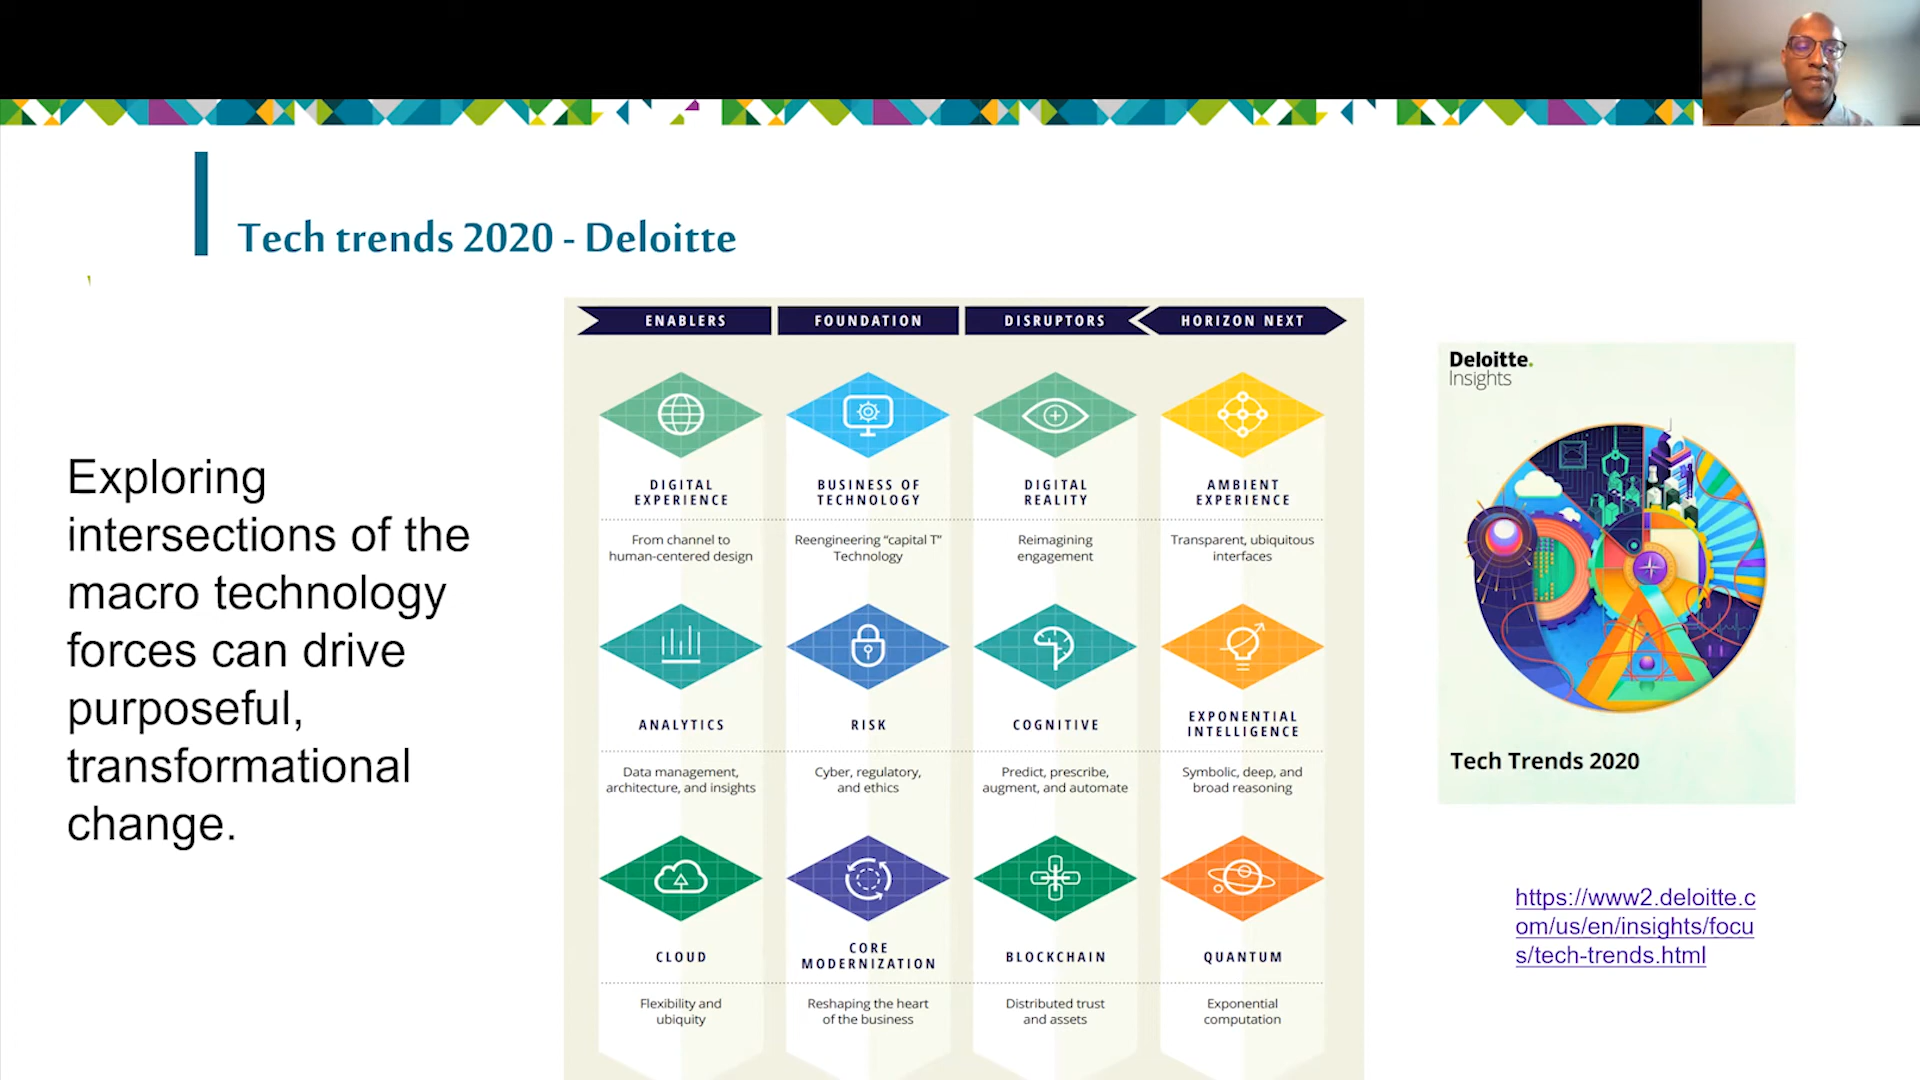 Tech trends 2020 - Deloitte
Exploring
intersections of the
macro technology
forces can drive
purposeful,
transformational
change.
ENABLERS
FOUNDATION
DISRUPTORS
HORIZON NEXT
DIGITAL
EXPERIENCE
From channel to
human-centered design
BUSINESS OF
TECHNOLOGY
Reengineering “capital T”
Technology
DIGITAL
REALITY
Reimagining
engagement
AMBIENT
EXPERIENCE
Transparent, ubiquitous
interfaces
ANALYTICS
Data management,
architecture, and insights
RISK
Cyber, regulatory,
and ethics
COGNITIVE
Predict, prescribe,
augment, and automate
EXPONENTIAL
INTELLIGENCE
Symbolic, deep, and
broad reasoning
CLOUD
Flexibility and
ubiquity
CORE
MODERNIZATION
Reshaping the heart
of the business
BLOCKCHAIN
Distributed trust
and assets
QUANTUM
Exponential
computation
Deloitte.
Insights
Tech Trends 2020
https://www2.deloitte.c
om/us/en/insights/focu
s/tech-trends.html